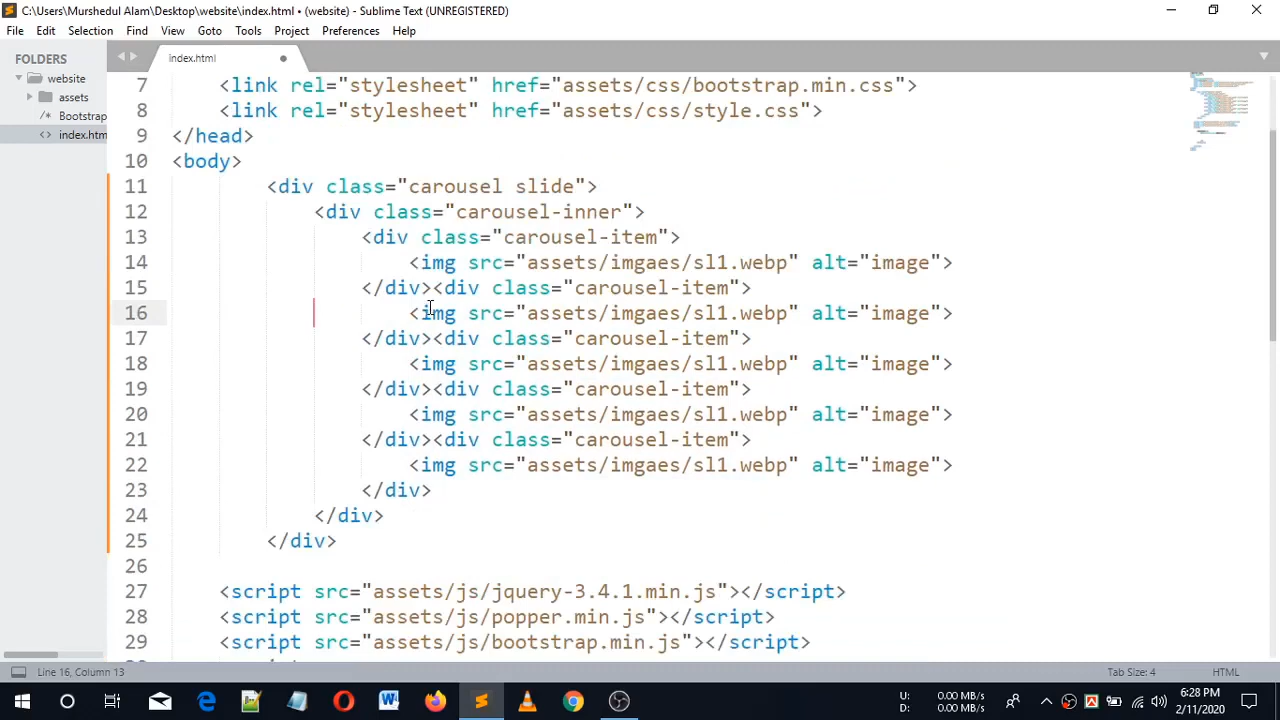 C:\Users\Murshedul Alam\Desktop\website\index.html • (website) - Sublime Text (UNREGISTERED)
File Edit Selection Find View Goto Tools Project Preferences Help
FOLDERS
website
assets
Bootstrap
index.htm
index.html
7 <link rel="stylesheet" href="assets/css/bootstrap.min.css">
8 <link rel="stylesheet" href="assets/css/style.css">
9 </head>
10 <body>
11 <div class="carousel slide">
12 <div class="carousel-inner">
13 <div class="carousel-item">
14 <img src="assets/imgaes/sl1.webp" alt="image">
15 </div><div class="carousel-item">
16 <img src="assets/imgaes/sl1.webp" alt="image">
17 </div><div class="carousel-item">
18 <img src="assets/imgaes/sl1.webp" alt="image">
19 </div><div class="carousel-item">
20 <img src="assets/imgaes/sl1.webp" alt="image">
21 </div><div class="carousel-item">
22 <img src="assets/imgaes/sl1.webp" alt="image">
23 </div>
24 </div>
25 </div>
26
27 <script src="assets/js/jquery-3.4.1.min.js"></script>
28 <script src="assets/js/popper.min.js"></script>
29 <script src="assets/js/bootstrap.min.js"></script>
Line 16, Column 13 Tab Size: 4 HTML
U: 0.00 MB/s
D: 0.00 MB/s
6:28 PM
2/11/2020